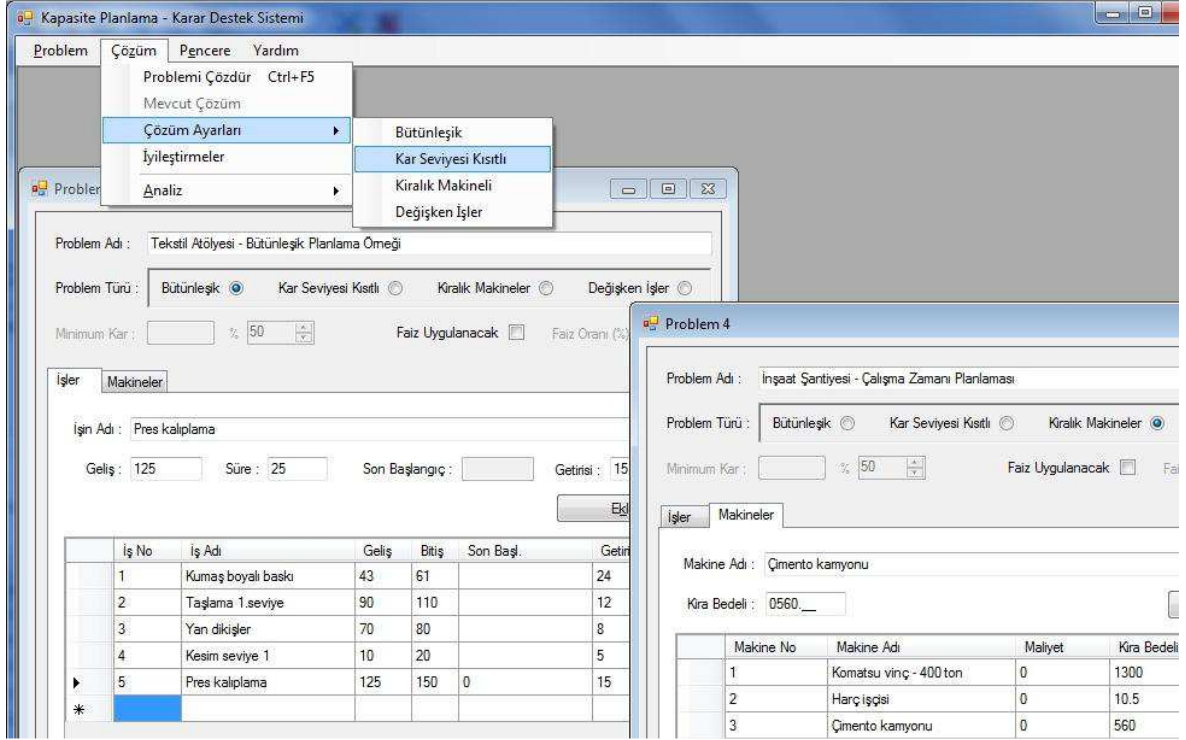 Kapasite Planlama - Karar Destek Sistemi
Problem Çözüm Pencere Yardım
Problemi Çözdür Ctrl+F5
Mevcut Çözüm
Çözüm Ayarları
İyileştirmeler
Analiz
Bütünleşik
Kar Seviyesi Kısıtlı
Kiralık Makineli
Değişken İşler
Problem Adı : Tekstil Atölyesi - Bütünleşik Planlama Örneği
Problem Türü : Bütünleşik Kar Seviyesi Kısıtlı Kiralık Makineler Değişken İşler
Minimum Kar : % 50 Faiz Uygulanacak Faiz Oranı (%)
İşler Makineler
İşin Adı : Pres kalıplama
Geliş : 125 Süre : 25 Son Başlangıç : Getirisi : 15
İş No İş Adı Geliş Bitiş Son Başl.
1 Kumaş boyalı baskı 43 61 24
2 Taşlama 1.seviye 90 110 12
3 Yan dikişler 70 80 8
4 Kesim seviye 1 10 20 5
5 Pres kalıplama 125 150 0 15
Problem 4
Problem Adı : İnşaat Şantiyesi - Çalışma Zamanı Planlaması
Problem Türü : Bütünleşik Kar Seviyesi Kısıtlı Kiralık Makineler
Minimum Kar : % 50 Faiz Uygulanacak
İşler Makineler
Makine Adı : Çimento kamyonu
Kira Bedeli : 0560.__
Makine No Makine Adı Maliyet Kira Bedeli
1 Komatsu vinç - 400 ton 0 1300
2 Harç işçisi 0 10.5
3 Çimento kamyonu 0 560